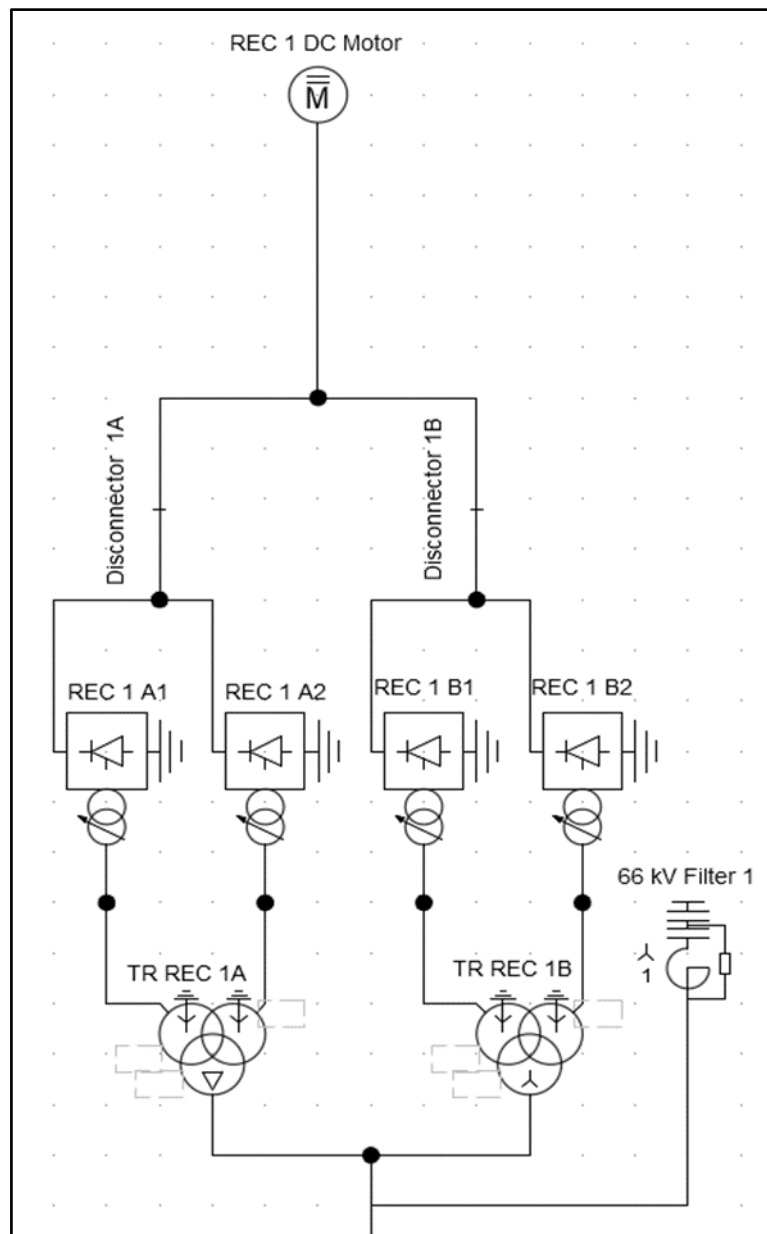 REC 1 DC Motor
M
Disconnector 1A
Disconnector 1B
REC 1 A1
REC 1 A2
REC 1 B1
REC 1 B2
66 kV Filter 1
1
TR REC 1A
TR REC 1B